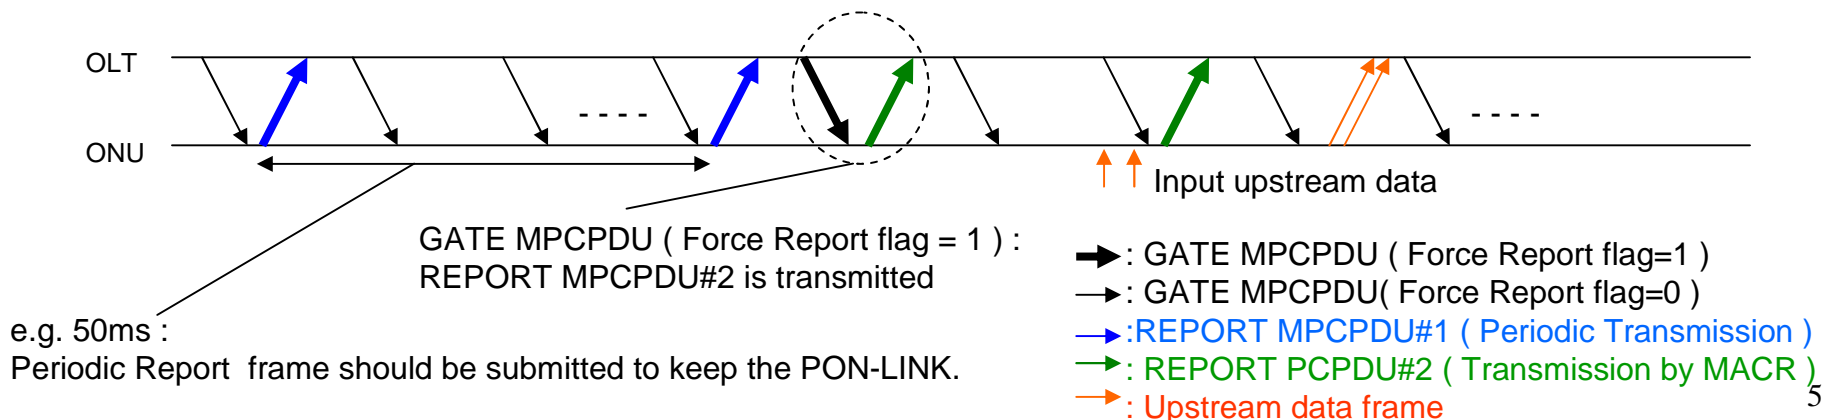 OLT
- - - -
- - - -
ONU
Input upstream data
GATE MPCPDU ( Force Report flag = 1 ) :
REPORT MPCPDU#2 is transmitted
e.g. 50ms :
Periodic Report frame should be submitted to keep the PON-LINK.
: GATE MPCPDU ( Force Report flag=1 )
: GATE MPCPDU( Force Report flag=0 )
:REPORT MPCPDU#1 ( Periodic Transmission )
: REPORT PCPDU#2 ( Transmission by MACR )
: Upstream data frame
5